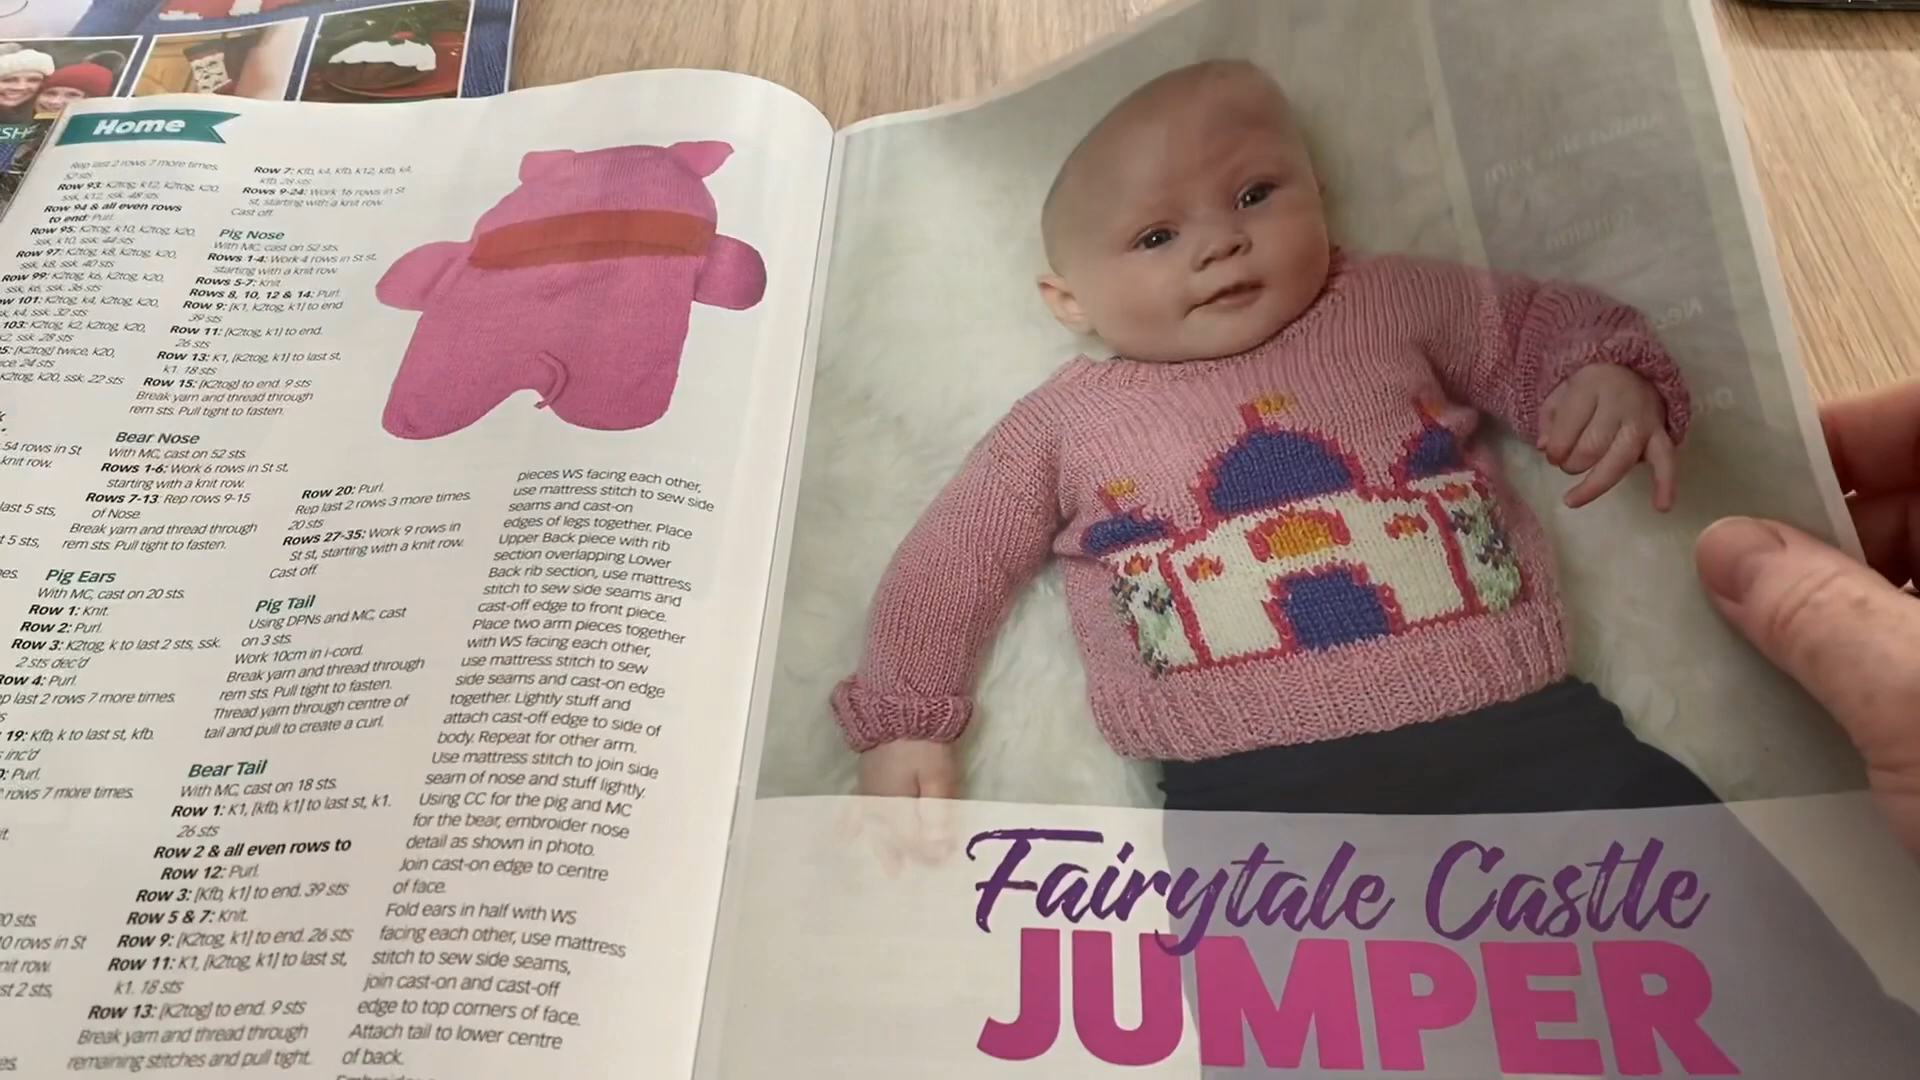 Home
Rep last 2 rows 7 more times.
52 sts
Row 93: K2tog, k12, K2tog, k20,
ssk, k12, ssk. 48 sts
Row 94 & all even rows
to end: Purl.
Row 95: K2tog, k10, K2tog, k20,
ssk, k10, ssk. 44 sts
Row 97: K2tog, k8, K2tog, k20,
ssk, k8, ssk. 40 sts
Row 99: K2tog, k6, K2tog, k20,
ssk, k6, ssk. 36 sts
101: K2tog, k4, K2tog, k20,
k4, ssk. 32 sts
103: K2tog, k2, K2tog, k20,
ssk. 28 sts
[K2tog] twice, k20,
24 sts
K2tog, k20, ssk. 22 sts
54 rows in St
knit row.
last 5 sts,
5 sts,
Row 7: Kfb, k4, kfb, k12, kfb, k4,
kfb. 28 sts
Rows 9-24: Work 16 rows in St
st, starting with a knit row.
Cast off.
Pig Nose
With MC, cast on 52 sts.
Rows 1-4: Work 4 rows in St st,
starting with a knit row.
Rows 5-7: Knit.
Rows 8, 10, 12 & 14: Purl.
Row 9: [K1, k2tog, k1] to end.
39 sts
Row 11: [K2tog, k1] to end.
26 sts
Row 13: K1, [k2tog, k1] to last st,
k1. 18 sts
Row 15: [K2tog] to end. 9 sts
Break yarn and thread through
rem sts. Pull tight to fasten.
Bear Nose
With MC, cast on 52 sts.
Rows 1-6: Work 6 rows in St st,
starting with a knit row.
Rows 7-13: Rep rows 9-15
of Nose.
Break yarn and thread through
rem sts. Pull tight to fasten.
Pig Ears
With MC, cast on 20 sts.
Row 1: Knit.
Row 2: Purl.
Row 3: K2tog, k to last 2 sts, ssk.
2 sts dec'd
Row 4: Purl.
last 2 rows 7 more times.
19: Kfb, k to last st, kfb.
inc'd
Purl.
rows 7 more times.
sts.
rows in St
row.
2 sts,
Row 20: Purl.
Rep last 2 rows 3 more times.
20 sts
Rows 27-35: Work 9 rows in
St st, starting with a knit row.
Cast off.
Pig Tail
Using DPNs and MC, cast
on 3 sts.
Work 10cm in i-cord.
Break yarn and thread through
rem sts. Pull tight to fasten.
Thread yarn through centre of
tail and pull to create a curl.
Bear Tail
With MC, cast on 18 sts.
Row 1: K1, [kfb, k1] to last st, k1.
26 sts
Row 2 & all even rows to
Row 12: Purl.
Row 3: [Kfb, k1] to end. 39 sts
Row 5 & 7: Knit.
Row 9: [K2tog, k1] to end. 26 sts
Row 11: K1, [k2tog, k1] to last st,
k1. 18 sts
Row 13: [K2tog] to end. 9 sts
Break yarn and thread through
remaining stitches and pull tight.
pieces WS facing each other,
use mattress stitch to sew side
seams and cast-on
edges of legs together. Place
Upper Back piece with rib
section overlapping Lower
Back rib section, use mattress
stitch to sew side seams and
cast-off edge to front piece.
Place two arm pieces together
with WS facing each other,
use mattress stitch to sew
side seams and cast-on edge
together. Lightly stuff and
attach cast-off edge to side of
body. Repeat for other arm.
Use mattress stitch to join side
seam of nose and stuff lightly.
Using CC for the pig and MC
for the bear, embroider nose
detail as shown in photo.
Join cast-on edge to centre
of face.
Fold ears in half with WS
facing each other, use mattress
stitch to sew side seams,
join cast-on and cast-off
edge to top corners of face.
Attach tail to lower centre
of back.
Fairytale Castle
JUMPER